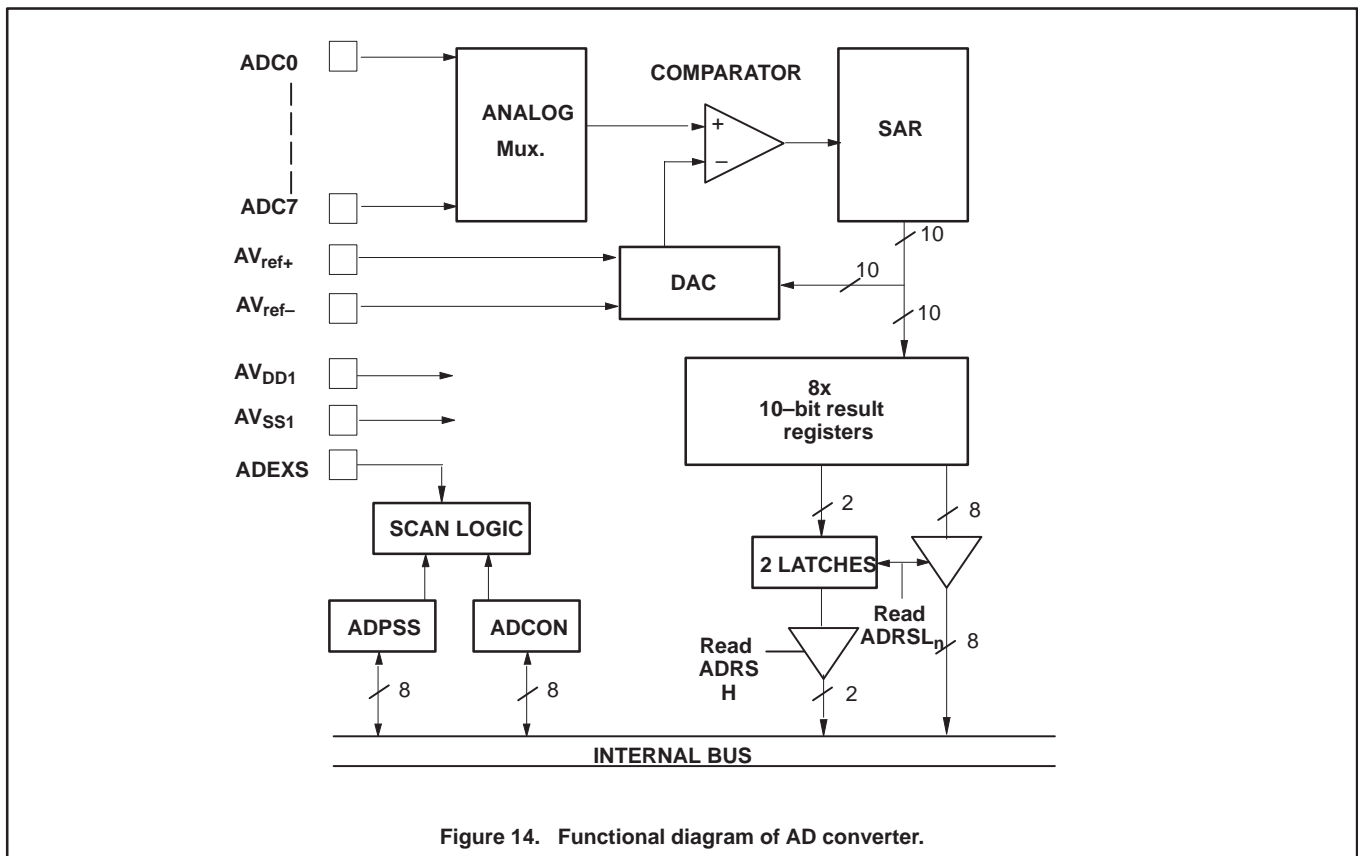 ADC0
ADC7
AVref+
AVref–
AVDD1
AVSS1
ADEXS
ANALOG
Mux.
COMPARATOR
+
–
SAR
10
10
10
DAC
8x
10–bit result
registers
2
8
SCAN LOGIC
2 LATCHES
ADPSS
ADCON
Read
ADRSLn
Read
ADRS
H
8
8
8
2
INTERNAL BUS
Figure 14. Functional diagram of AD converter.